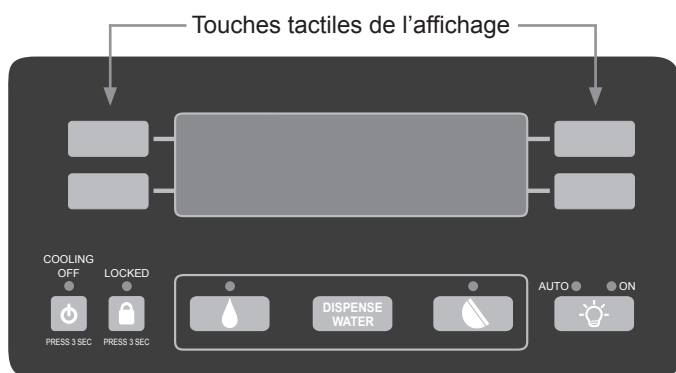 Touches tactiles de l’affichage
COOLING
OFF
LOCKED
AUTO
ON
DISPENSE
WATER
PRESS 3 SEC
PRESS 3 SEC